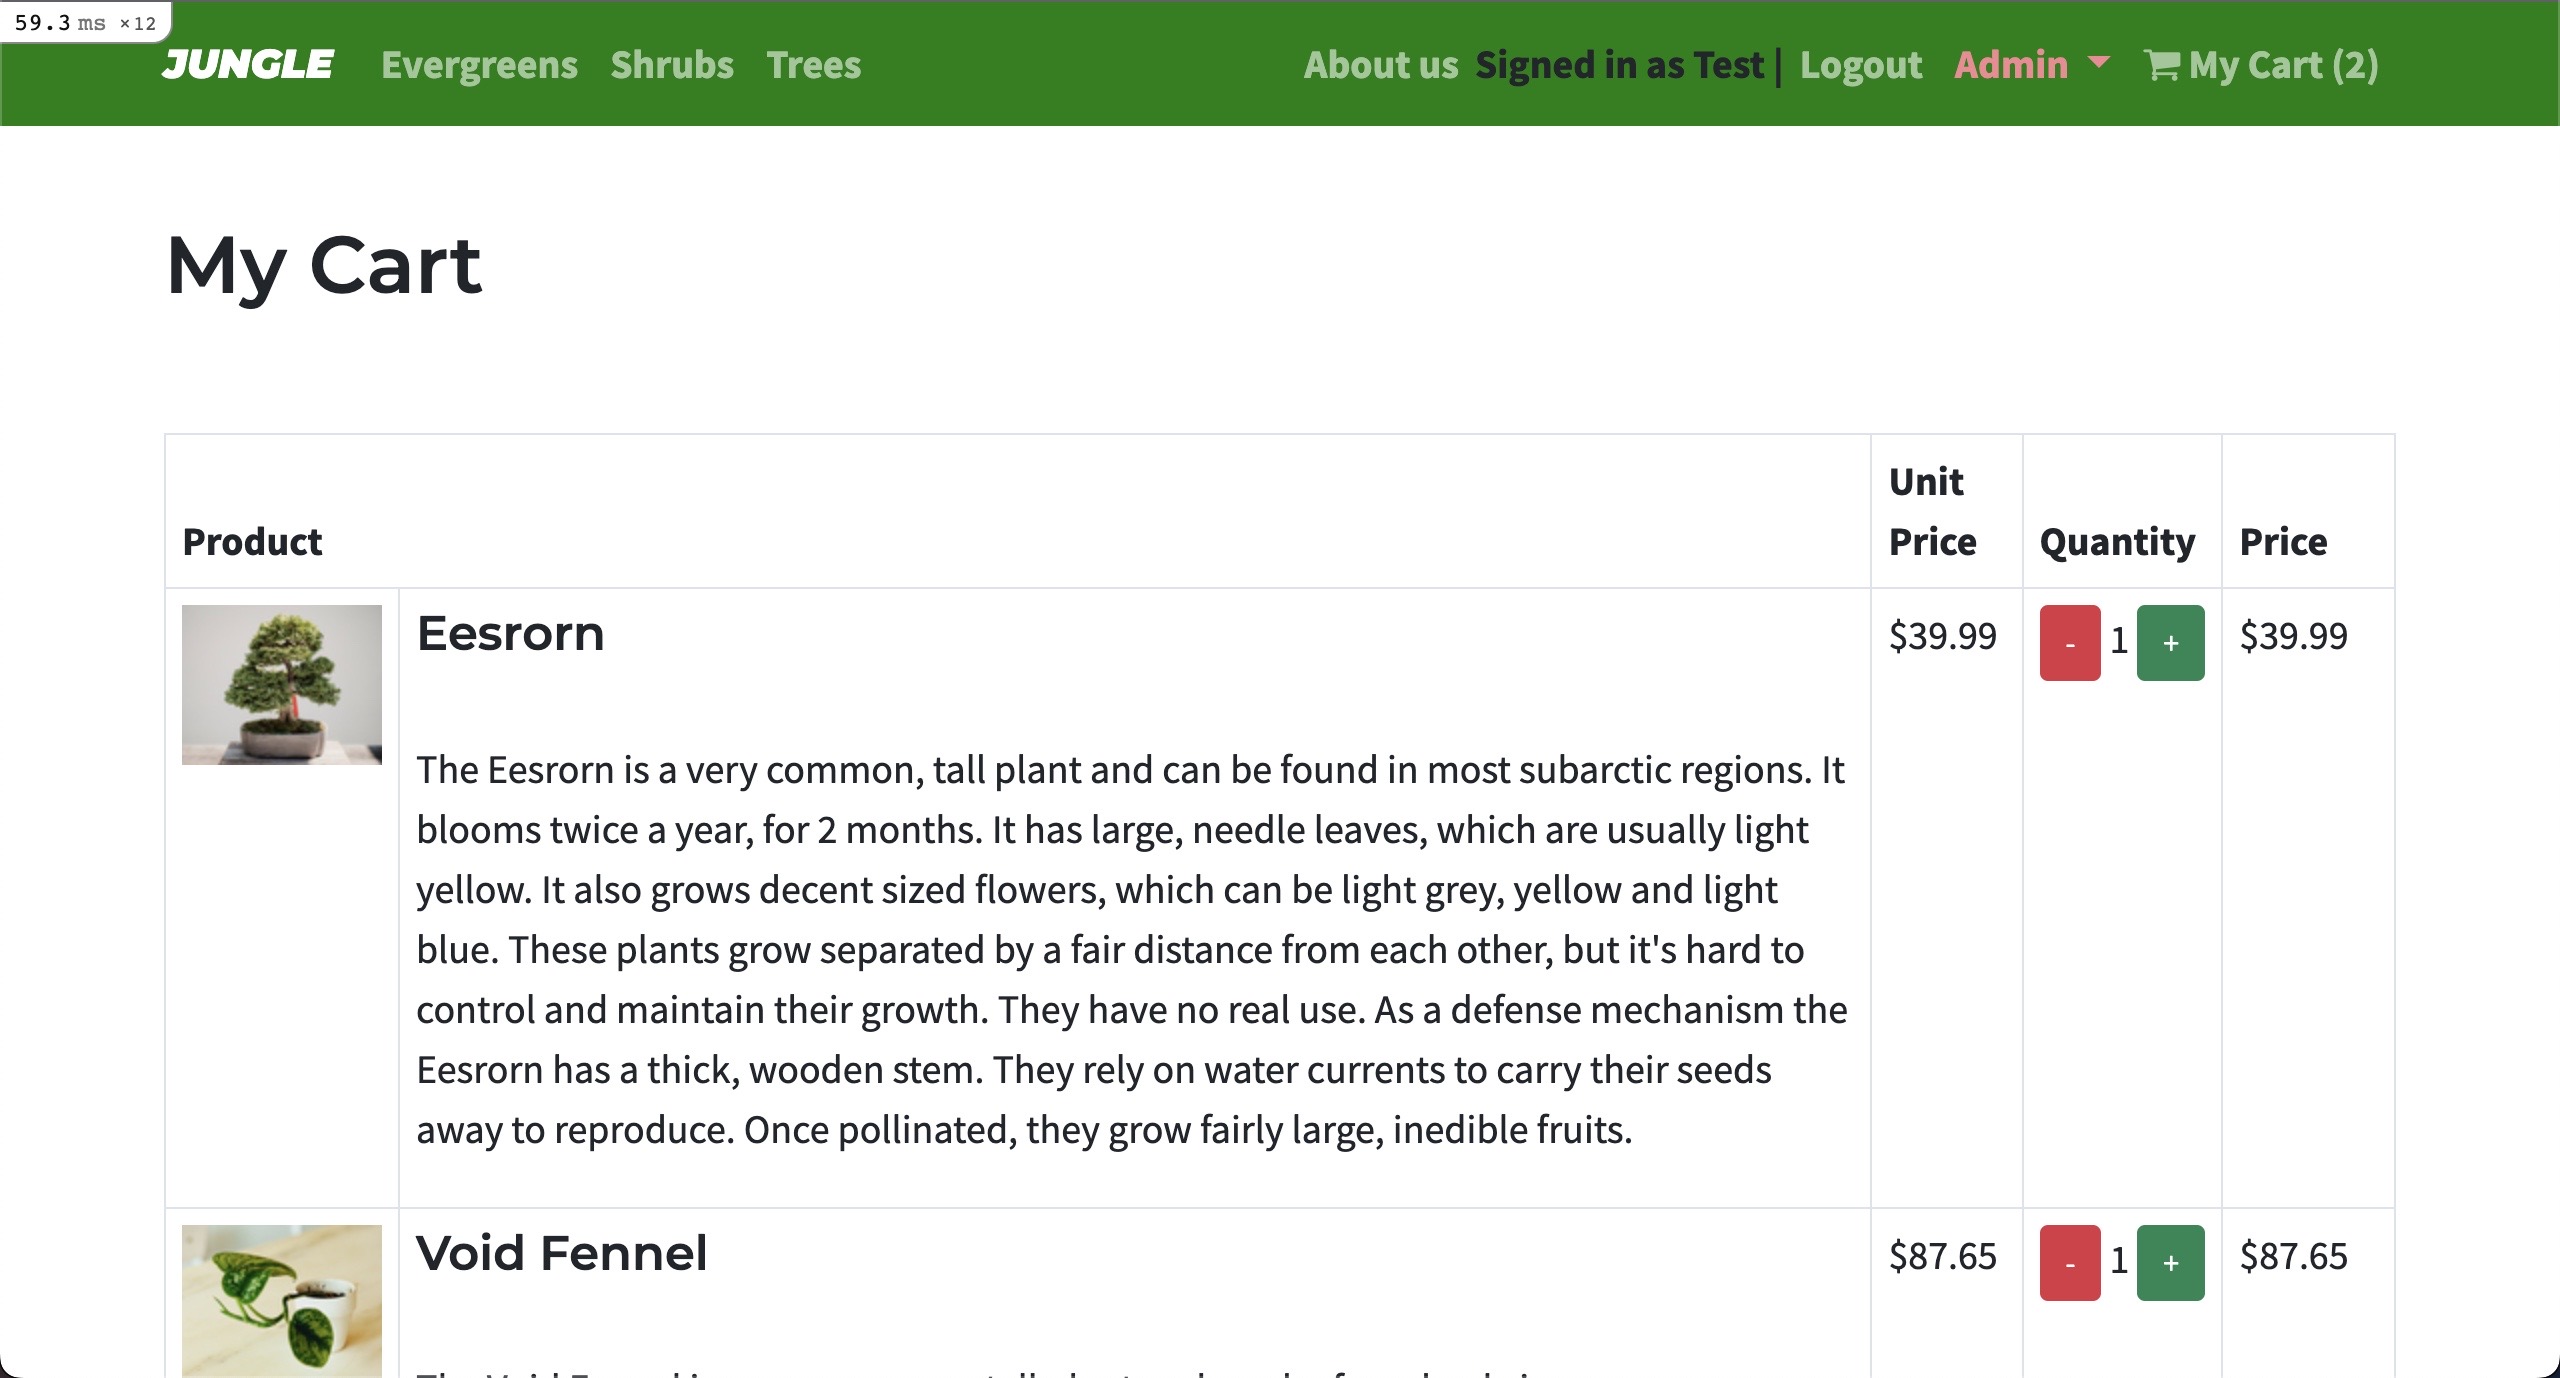 59.3 ms ×12
JUNGLE Evergreens Shrubs Trees About us Signed in as Test | Logout Admin My Cart (2)
My Cart
Product Unit Price Quantity Price
Eesrorn $39.99 - 1 + $39.99
The Eesrorn is a very common, tall plant and can be found in most subarctic regions. It
blooms twice a year, for 2 months. It has large, needle leaves, which are usually light
yellow. It also grows decent sized flowers, which can be light grey, yellow and light
blue. These plants grow separated by a fair distance from each other, but it's hard to
control and maintain their growth. They have no real use. As a defense mechanism the
Eesrorn has a thick, wooden stem. They rely on water currents to carry their seeds
away to reproduce. Once pollinated, they grow fairly large, inedible fruits.
Void Fennel $87.65 - 1 + $87.65